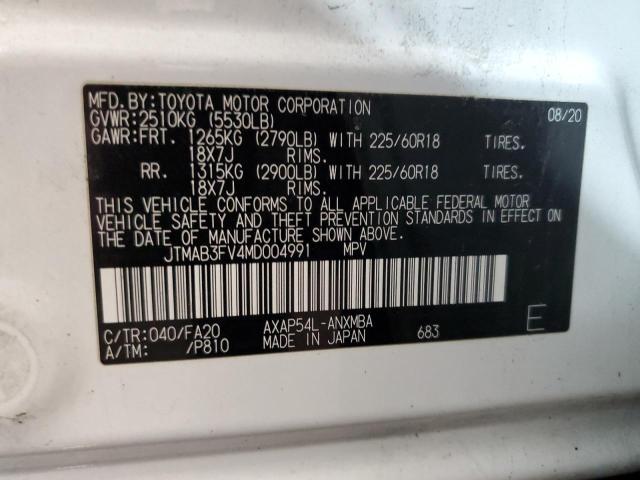 MFD.BY:TOYOTA MOTOR CORPORATION 08/20
GVWR:2510KG (5530LB)
GAWR:FRT. 1265KG (2790LB) WITH 225/60R18 TIRES.
18X7J RIMS.
RR. 1315KG (2900LB) WITH 225/60R18 TIRES.
18X7J RIMS.
THIS VEHICLE CONFORMS TO ALL APPLICABLE FEDERAL MOTOR
VEHICLE SAFETY AND THEFT PREVENTION STANDARDS IN EFFECT ON
THE DATE OF MANUFACTURE SHOWN ABOVE.
JTMAB3FV4MD004991 MPV
C/TR:040/FA20 AXAP54L-ANXMBA E
A/TM: /P810 MADE IN JAPAN 683